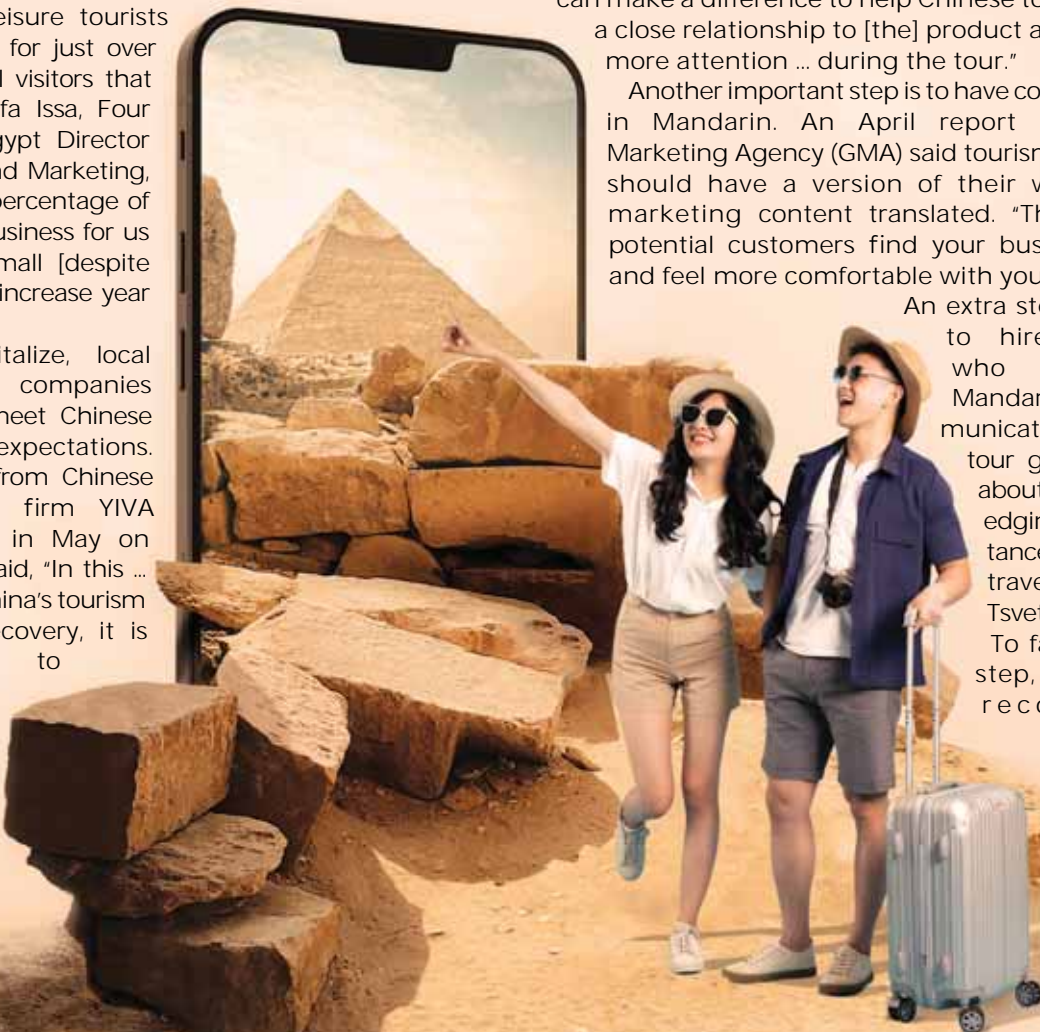 eisure tourists
for just over
visitors that
fa Issa, Four
gypt Director
nd Marketing,
percentage of
usiness for us
mall [despite
increase year
italize, local
companies
neet Chinese
expectations.
from Chinese
firm YIVA
in May on
aid, “In this ...
ina’s tourism
covery, it is
to
can make a difference to help Chinese to
a close relationship to [the] product a
more attention ... during the tour.”
Another important step is to have co
in Mandarin. An April report
Marketing Agency (GMA) said tourism
should have a version of their w
marketing content translated. “Th
potential customers find your bus
and feel more comfortable with you
An extra ste
to hire
who
Mandar
municat
tour g
about
edgin
tance
trave
Tsvet
To fa
step,
reco